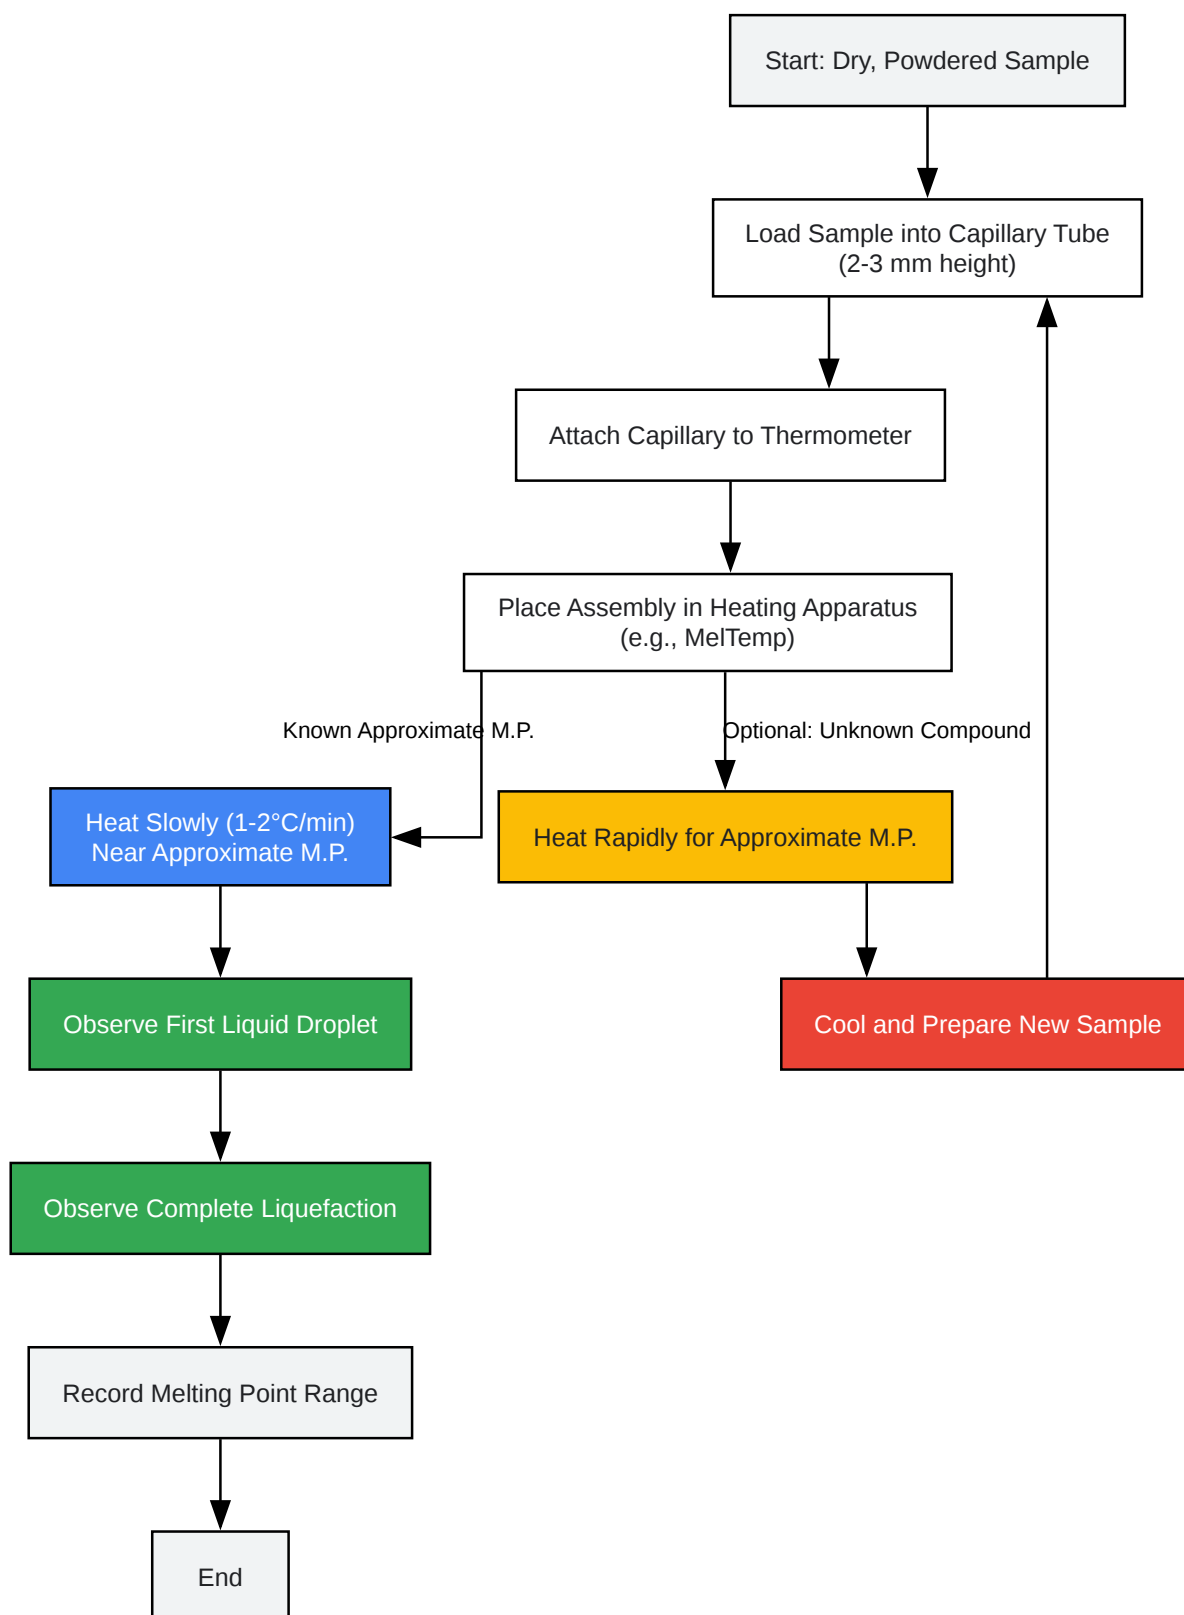 Start: Dry, Powdered Sample
Load Sample into Capillary Tube
(2-3 mm height)
Attach Capillary to Thermometer
Place Assembly in Heating Apparatus
(e.g., MelTemp)
Known Approximate M.P.
Optional: Unknown Compound
Heat Slowly (1-2°C/min)
Near Approximate M.P.
Heat Rapidly for Approximate M.P.
Observe First Liquid Droplet
Cool and Prepare New Sample
Observe Complete Liquefaction
Record Melting Point Range
End